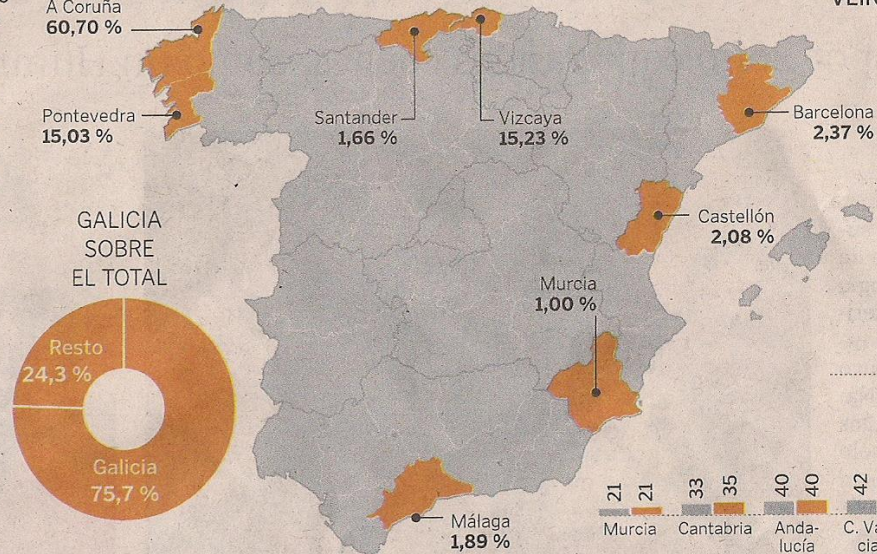 A Coruña
60,70 %
Pontevedra
15,03 %
Santander
1,66 %
Vizcaya
15,23 %
Barcelona
2,37 %
Castellón
2,08 %
Murcia
1,00 %
Málaga
1,89 %
GALICIA
SOBRE
EL TOTAL
Resto
24,3 %
Galicia
75,7 %
21 21 33 35 40 40 42
Murcia Cantabria Anda- C. Va
lucía cia